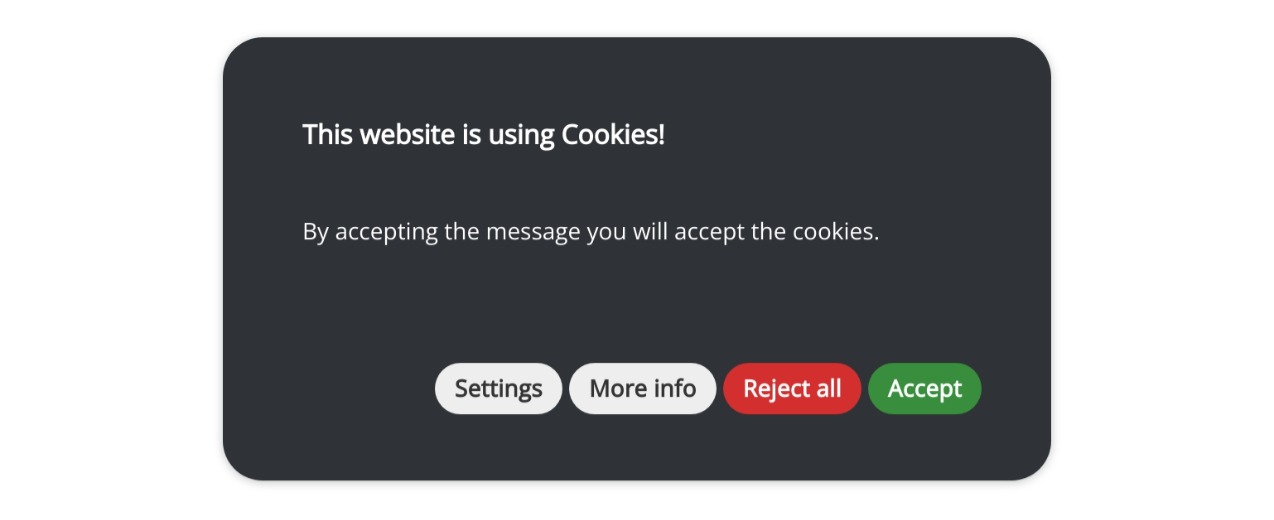 This website is using Cookies!
By accepting the message you will accept the cookies.
Settings More info Reject all Accept